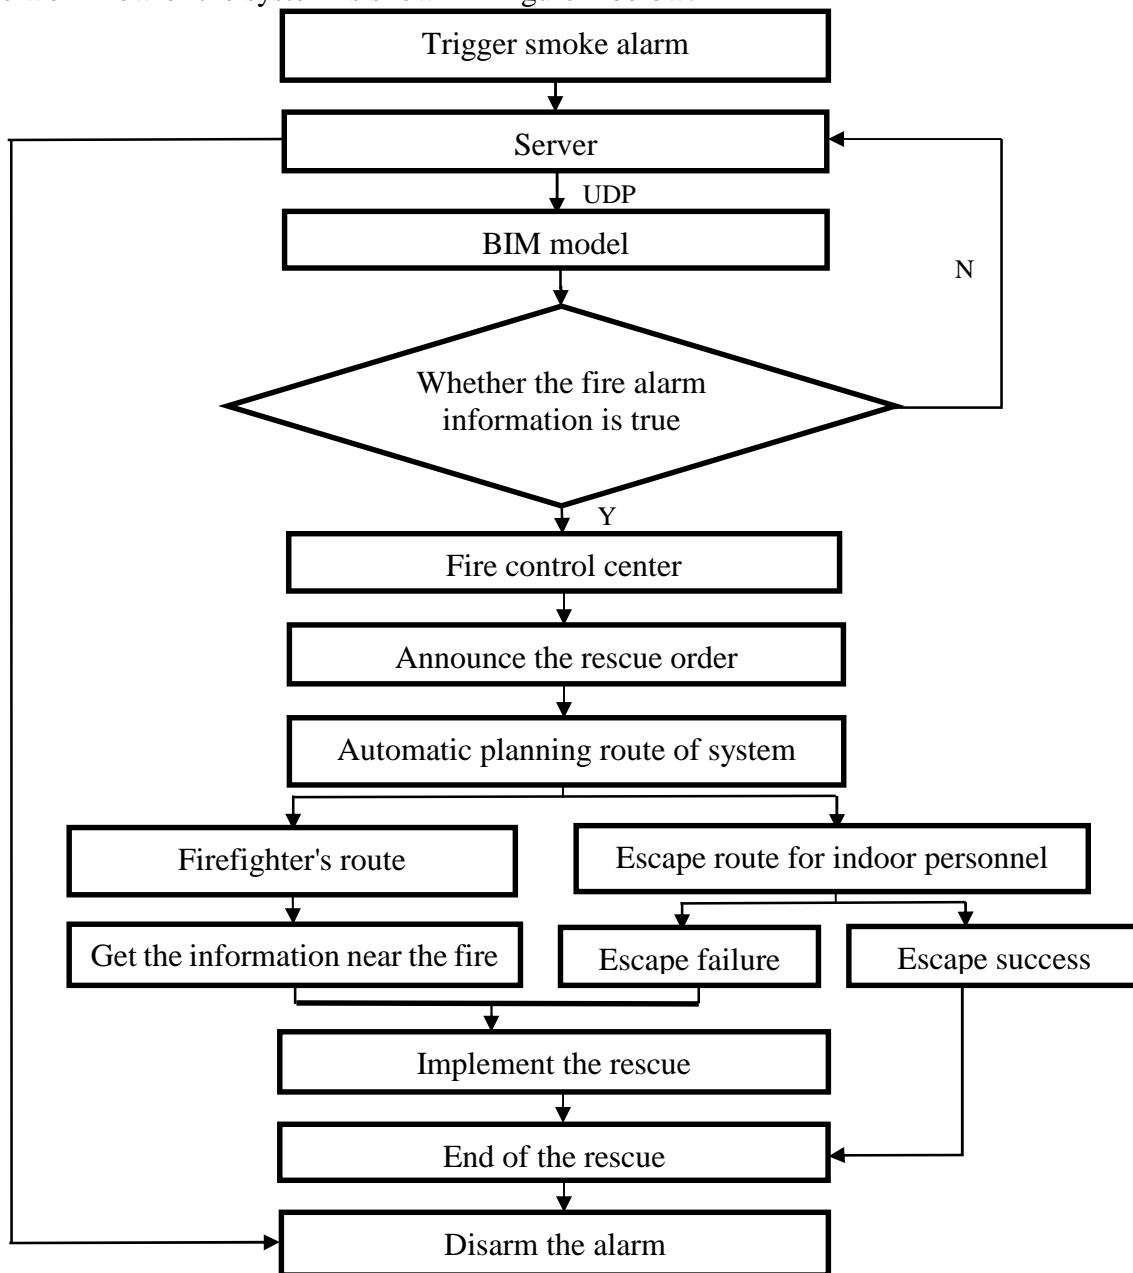 Trigger smoke alarm
Server
UDP
BIM model
N
Whether the fire alarm
information is true
Y
Fire control center
Announce the rescue order
Automatic planning route of system
Firefighter's route
Escape route for indoor personnel
Get the information near the fire
Escape failure
Escape success
Implement the rescue
End of the rescue
Disarm the alarm